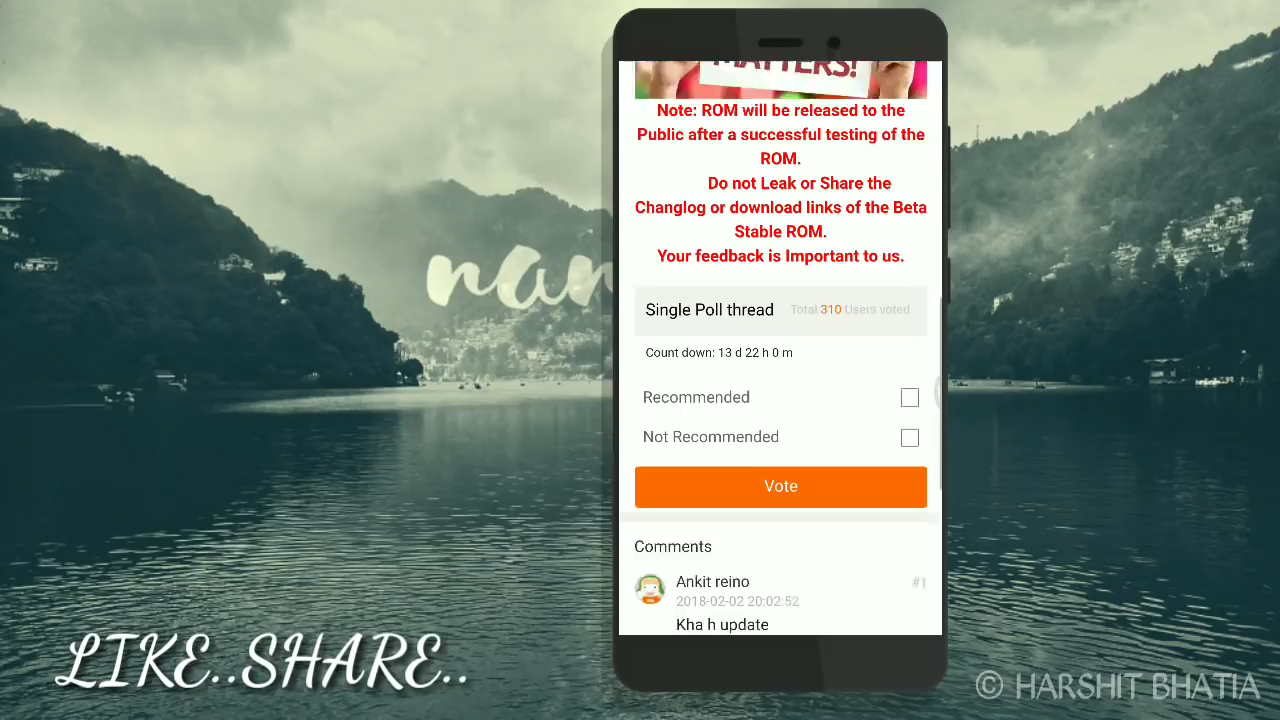 MATTERS!
Note: ROM will be released to the
Public after a successful testing of the
ROM.
Do not Leak or Share the
Changlog or download links of the Beta
Stable ROM.
Your feedback is Important to us.
Single Poll thread Total 310 Users voted
Count down: 13 d 22 h 0 m
Recommended
Not Recommended
Vote
Comments
Ankit reino #1
2018-02-02 20:02:52
Kha h update
LIKE..SHARE..
© HARSHIT BHATIA